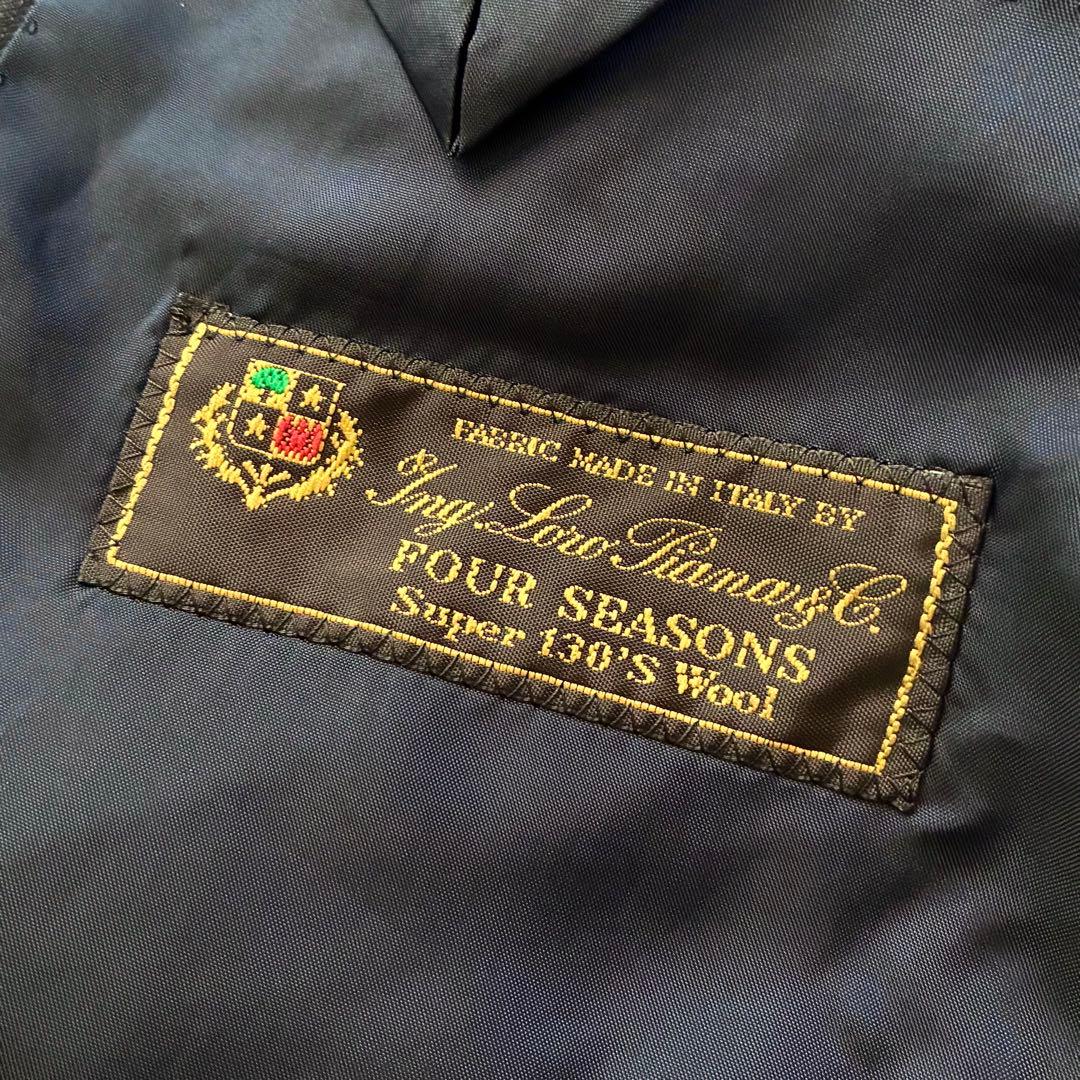 FABRIC MADE IN ITALY BY
Ing. Loro Piana & C.
FOUR SEASONS
Super 130'S Wool